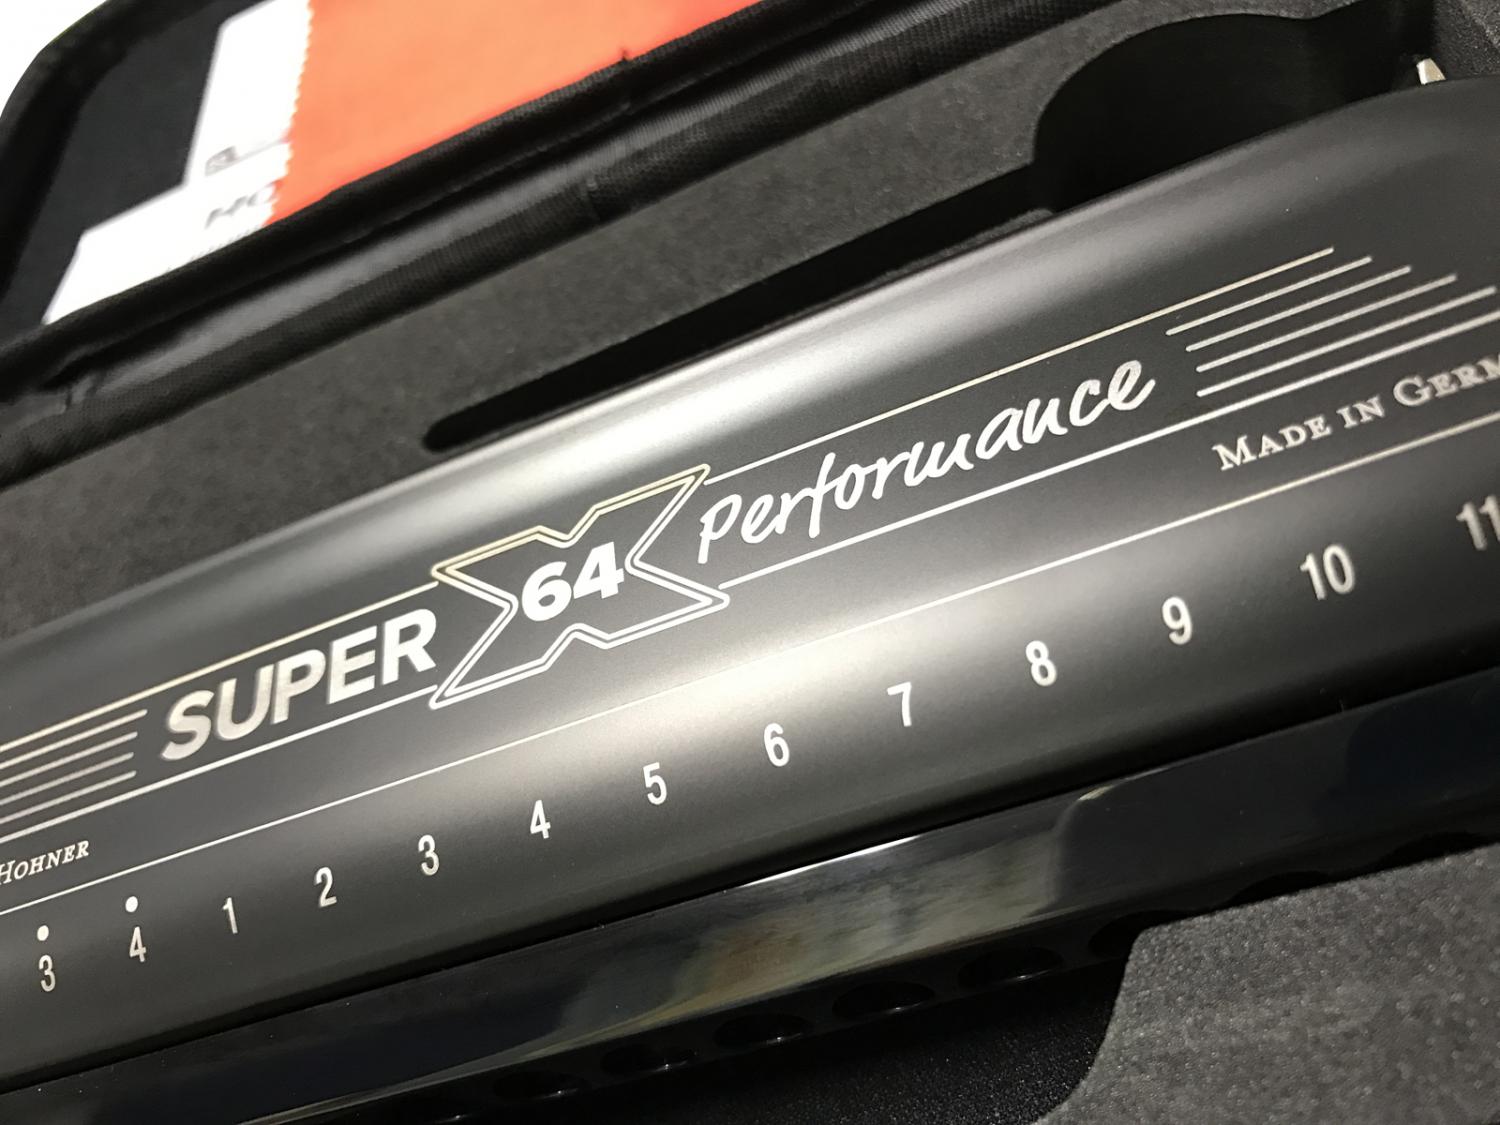 SUPER 64 Performance
HOHNER
MADE IN GERM
3 4 1 2 3 4 5 6 7 8 9 10 11